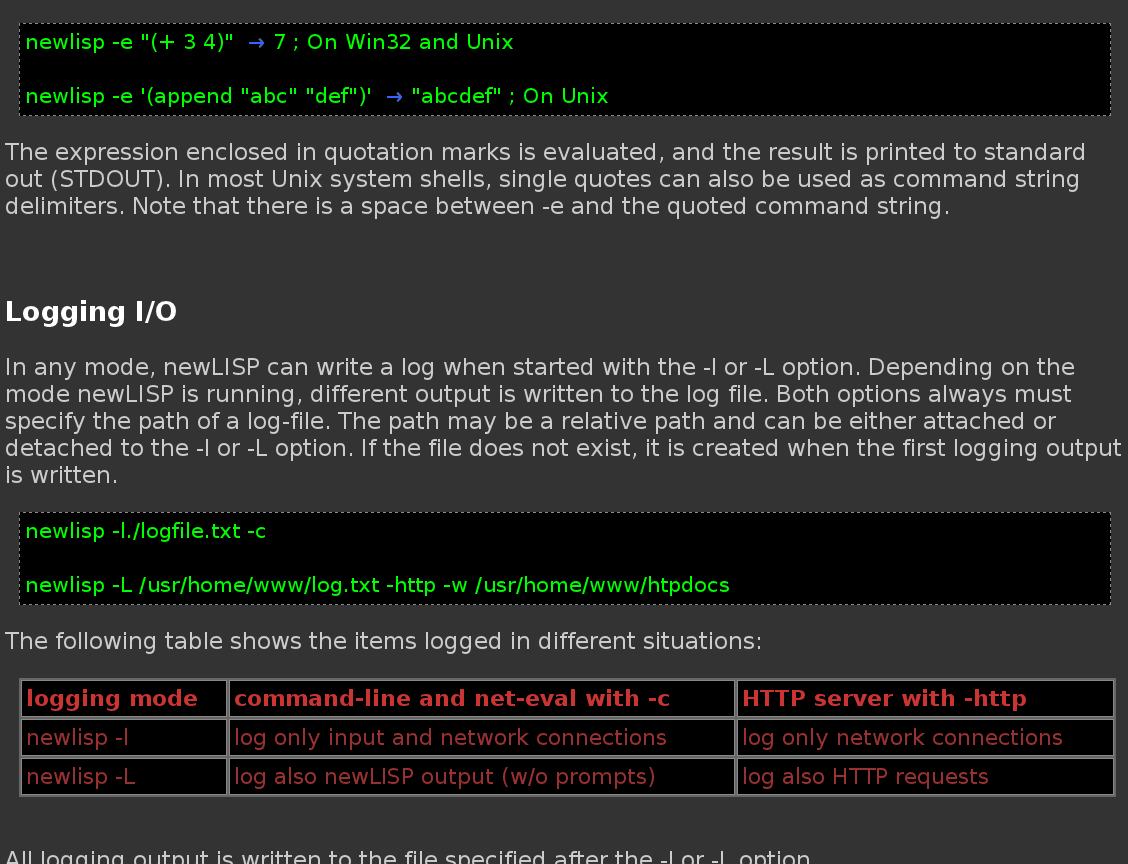 newlisp -e "(+ 3 4)" → 7 ; On Win32 and Unix
newlisp -e '(append "abc" "def")' → "abcdef" ; On Unix
The expression enclosed in quotation marks is evaluated, and the result is printed to standard
out (STDOUT). In most Unix system shells, single quotes can also be used as command string
delimiters. Note that there is a space between -e and the quoted command string.
Logging I/O
In any mode, newLISP can write a log when started with the -l or -L option. Depending on the
mode newLISP is running, different output is written to the log file. Both options always must
specify the path of a log-file. The path may be a relative path and can be either attached or
detached to the -l or -L option. If the file does not exist, it is created when the first logging output
is written.
newlisp -l./logfile.txt -c
newlisp -L /usr/home/www/log.txt -http -w /usr/home/www/htpdocs
The following table shows the items logged in different situations:
logging mode command-line and net-eval with -c HTTP server with -http
newlisp -l log only input and network connections log only network connections
newlisp -L log also newLISP output (w/o prompts) log also HTTP requests
All logging output is written to the file specified after the -l or -L option.